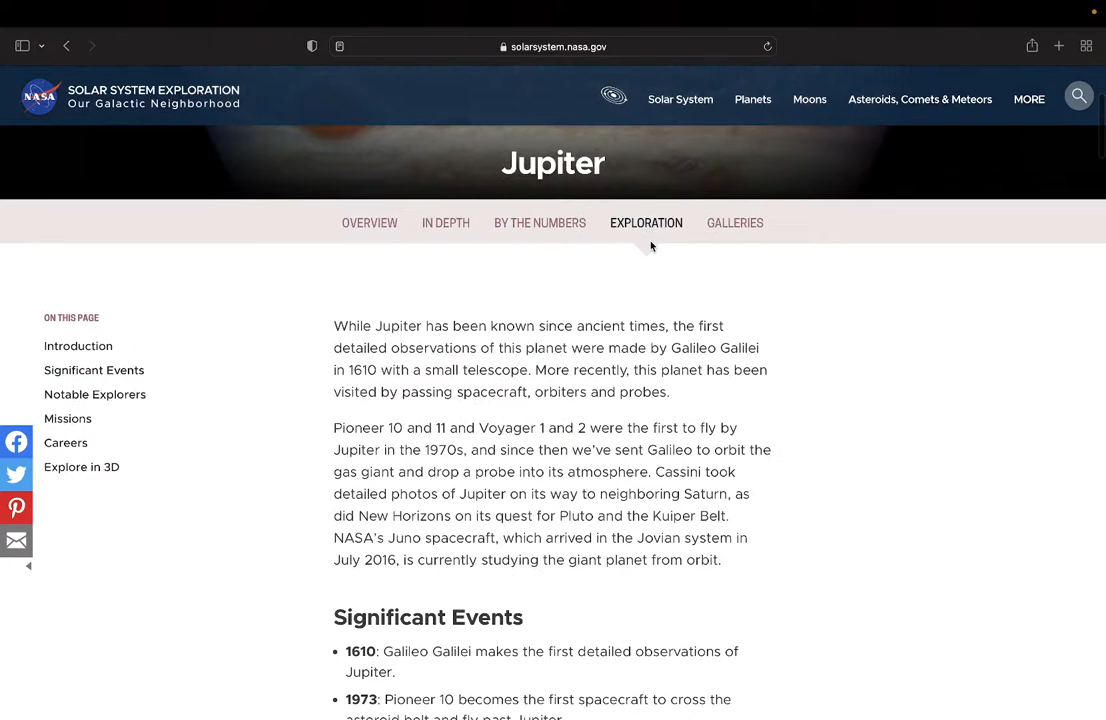 solarsystem.nasa.gov
NASA
SOLAR SYSTEM EXPLORATION
Our Galactic Neighborhood
Solar System
Planets
Moons
Asteroids, Comets & Meteors
MORE
Jupiter
OVERVIEW
IN DEPTH
BY THE NUMBERS
EXPLORATION
GALLERIES
ON THIS PAGE
Introduction
Significant Events
Notable Explorers
Missions
Careers
Explore in 3D
While Jupiter has been known since ancient times, the first
detailed observations of this planet were made by Galileo Galilei
in 1610 with a small telescope. More recently, this planet has been
visited by passing spacecraft, orbiters and probes.
Pioneer 10 and 11 and Voyager 1 and 2 were the first to fly by
Jupiter in the 1970s, and since then we've sent Galileo to orbit the
gas giant and drop a probe into its atmosphere. Cassini took
detailed photos of Jupiter on its way to neighboring Saturn, as
did New Horizons on its quest for Pluto and the Kuiper Belt.
NASA's Juno spacecraft, which arrived in the Jovian system in
July 2016, is currently studying the giant planet from orbit.
Significant Events
• 1610: Galileo Galilei makes the first detailed observations of
Jupiter.
• 1973: Pioneer 10 becomes the first spacecraft to cross the
asteroid belt and fly past Jupiter.